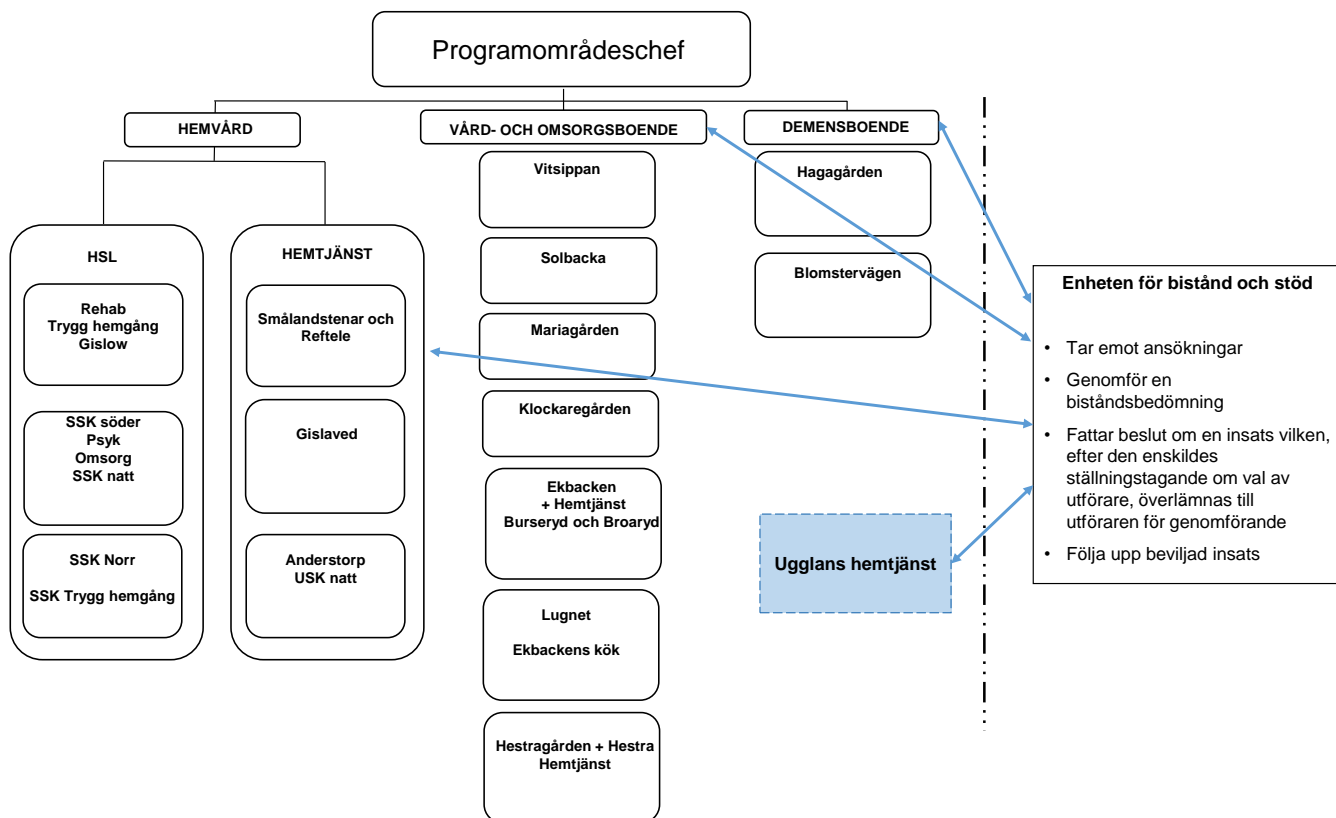 Programområdeschef
HEMVÅRD
VÅRD- OCH OMSORGSBOENDE
DEMENSBOENDE
HSL
Rehab
Trygg hemgång
Gislow
SSK söder
Psyk
Omsorg
SSK natt
SSK Norr
SSK Trygg hemgång
HEMTJÄNST
Smålandstenar och
Reftele
Gislaved
Anderstorp
USK natt
Vitsippan
Solbacka
Mariagården
Klockaregården
Ekbacken
+ Hemtjänst
Burseryd och Broaryd
Lugnet
Ekbackens kök
Hestragården + Hestra
Hemtjänst
Hagagården
Blomstervägen
Ugglans hemtjänst
Enheten för bistånd och stöd
• Tar emot ansökningar
• Genomför en
biståndsbedömning
• Fattar beslut om en insats vilken,
efter den enskildes
ställningstagande om val av
utförare, överlämnas till
utföraren för genomförande
• Följa upp beviljad insats